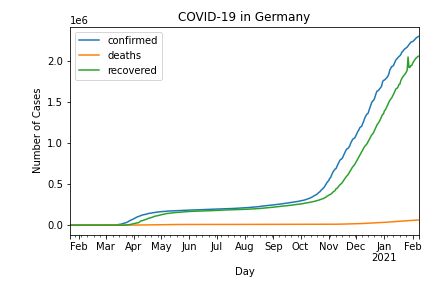 COVID-19 in Germany
1e6
confirmed
deaths
recovered
Number of Cases
2.0
1.5
1.0
0.5
0.0
Feb Mar Apr May Jun Jul Aug Sep Oct Nov Dec Jan Feb
2021
Day